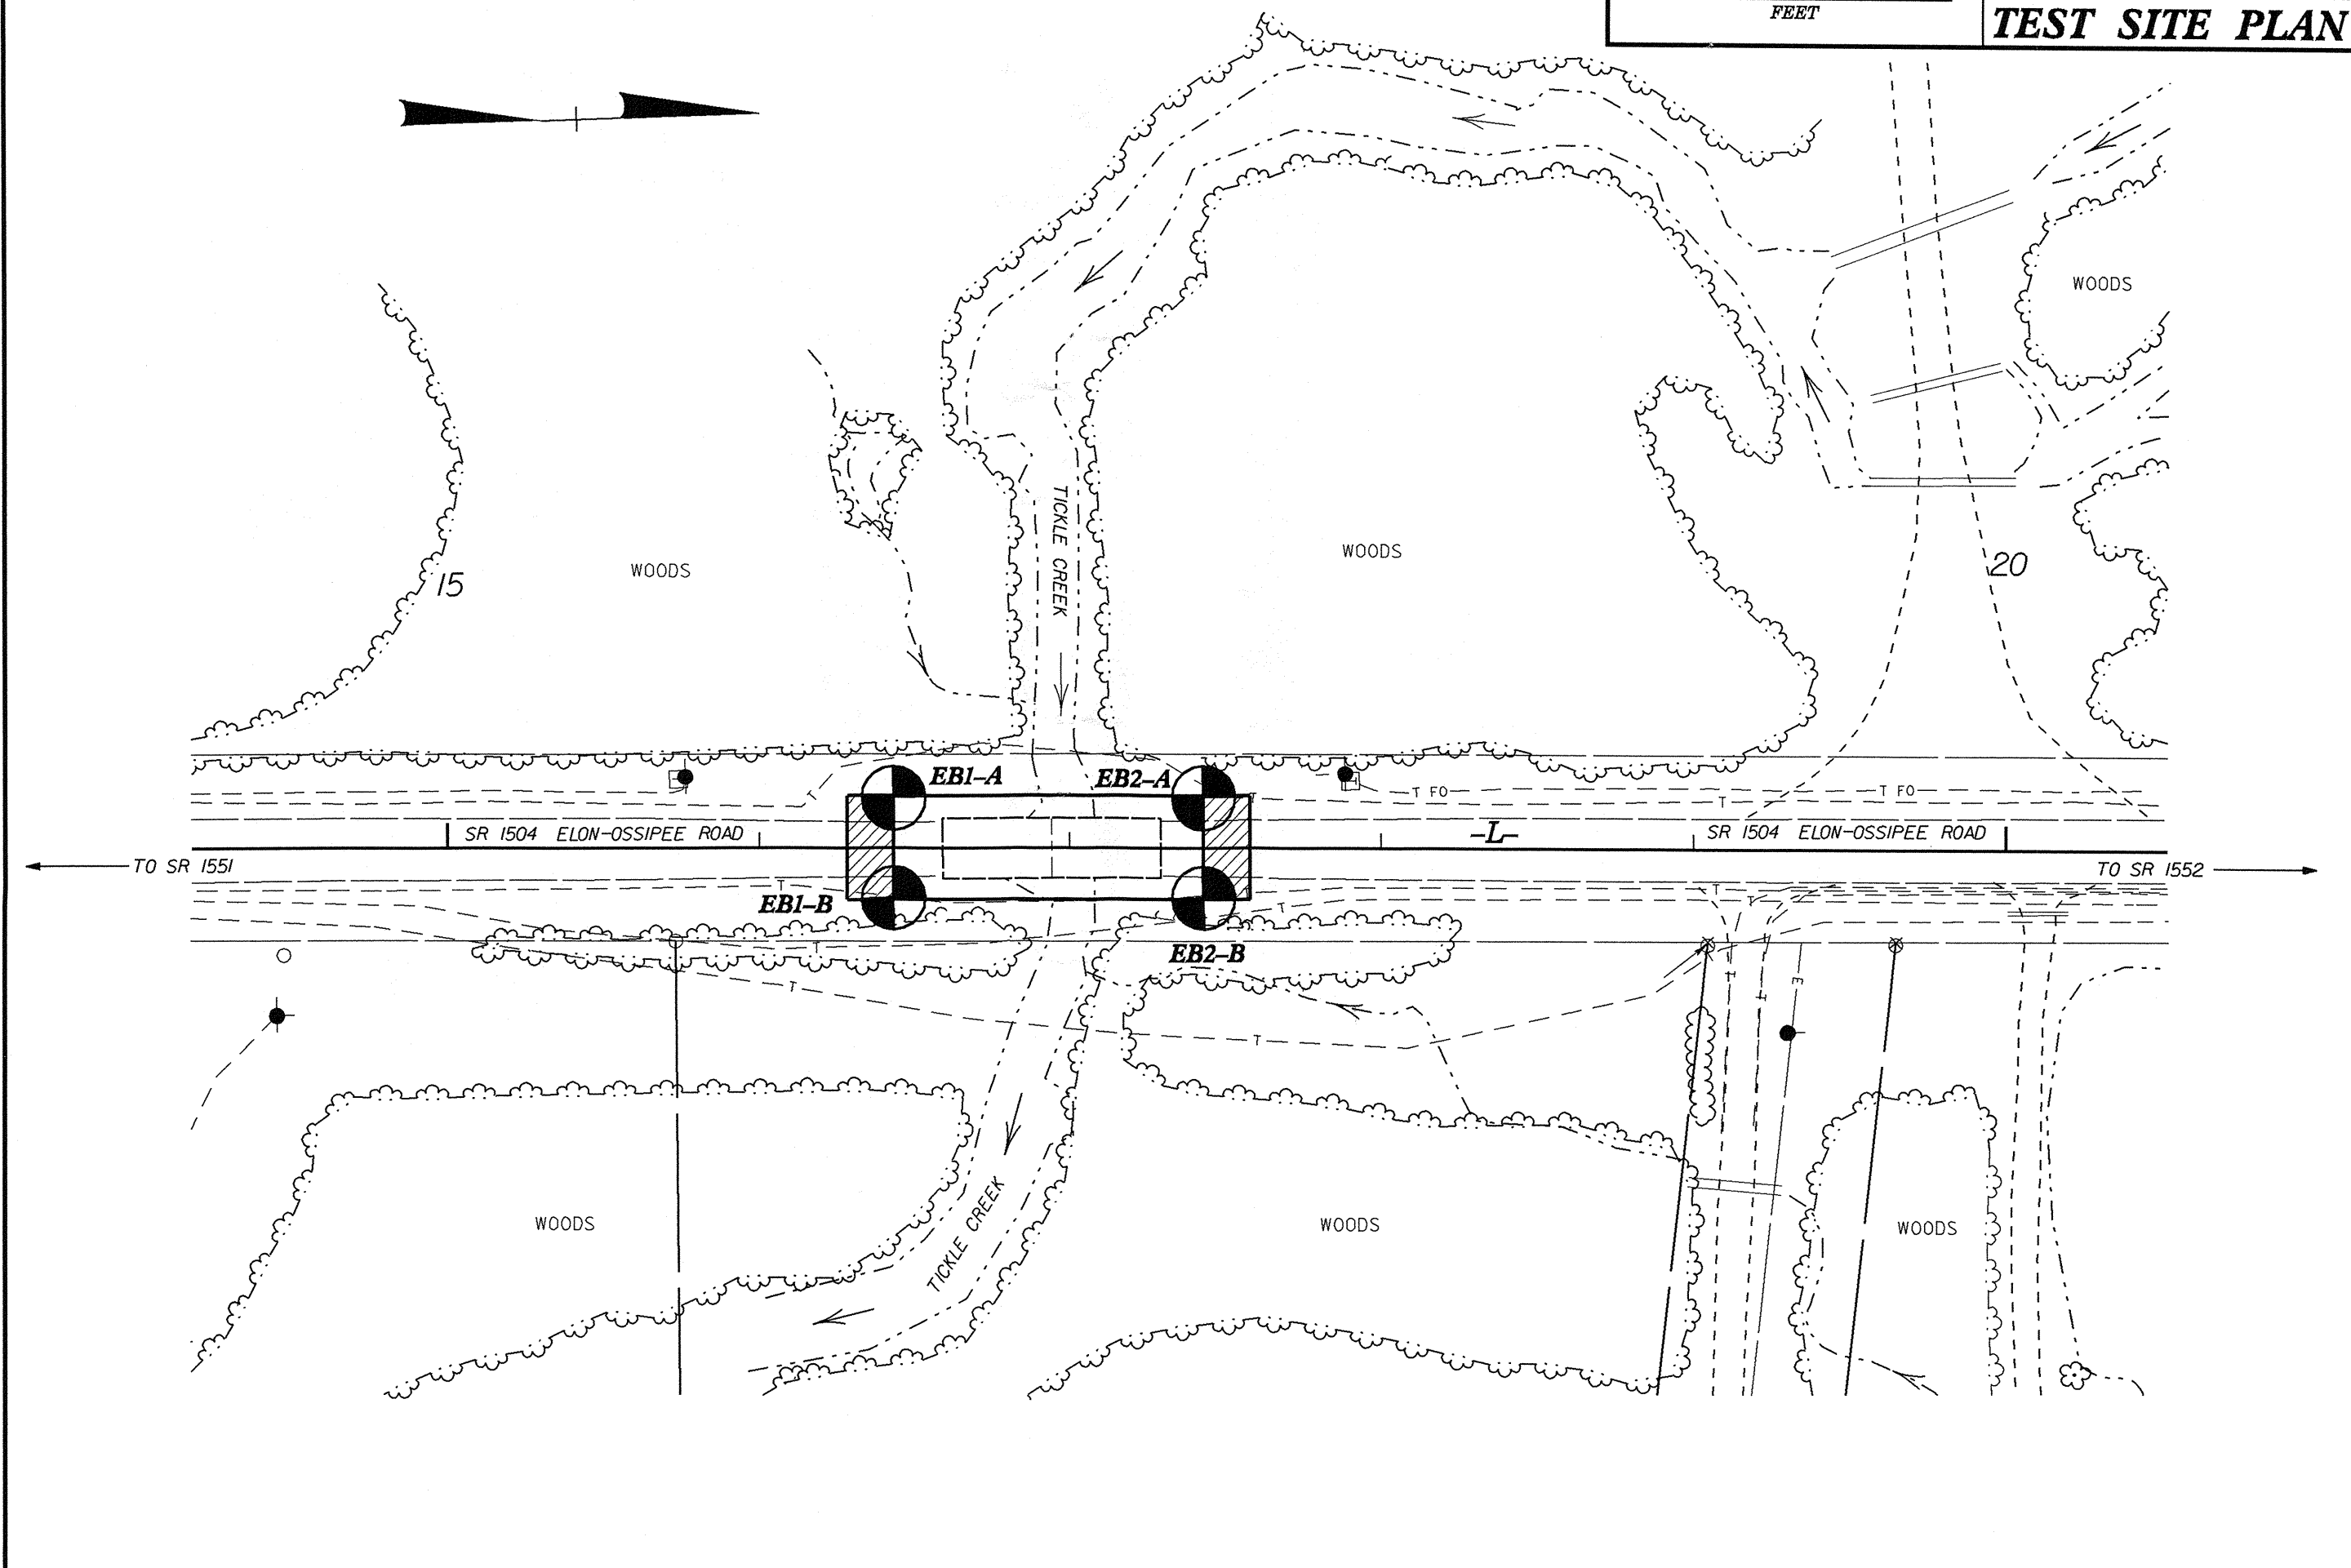 FEET
TEST SITE PLAN
WOODS
15
WOODS
TICKLE CREEK
WOODS
20
EB1-A
EB2-A
T
T
T FO
T
T FO
SR 1504 ELON-OSSIPEE ROAD
-L-
SR 1504 ELON-OSSIPEE ROAD
TO SR 1551
TO SR 1552
T
T
EB1-B
T
T
T
EB2-B
T
T
T
E
T
T
TICKLE CREEK
WOODS
WOODS
WOODS